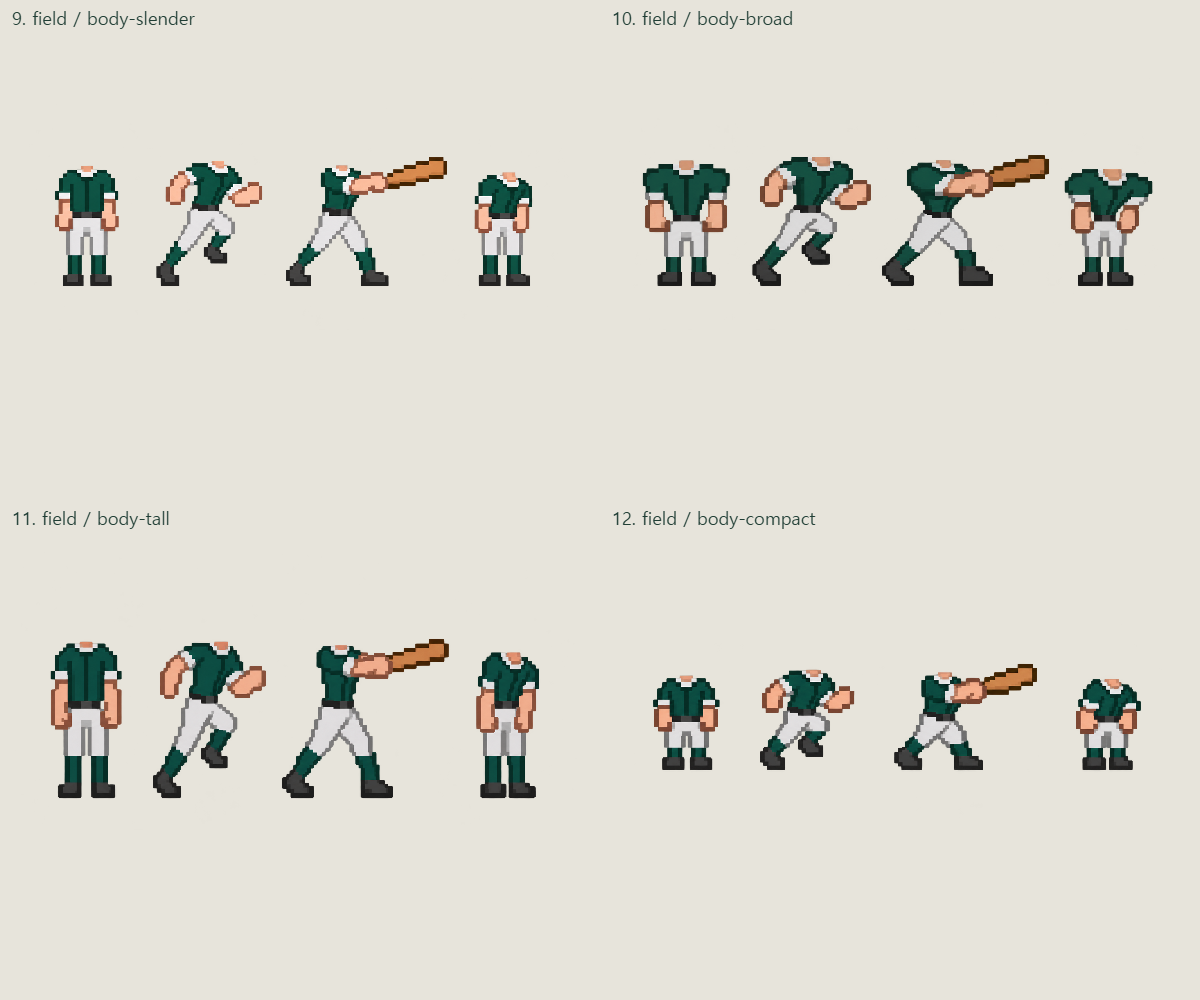 9. field / body-slender
10. field / body-broad
11. field / body-tall
12. field / body-compact